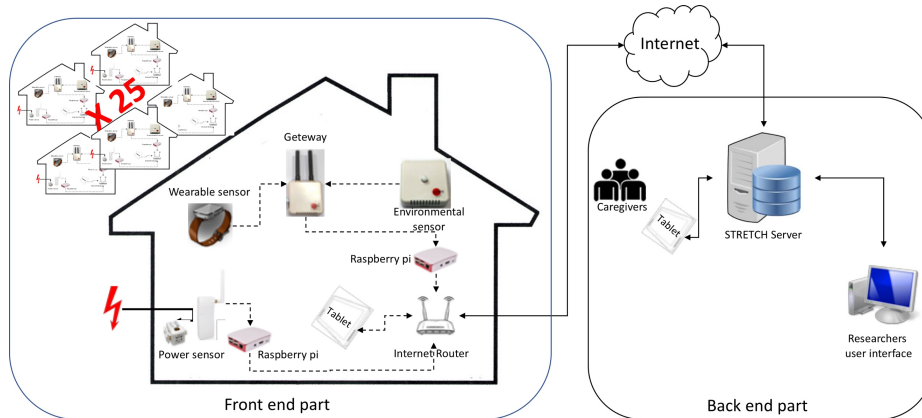 X 25
Geteway
Wearable sensor
Environmental
sensor
Raspberry pi
Tablet
Power sensor
Raspberry pi
Internet Router
Front end part
Internet
Caregivers
Tablet
STRETCH Server
Researchers
user interface
Back end part